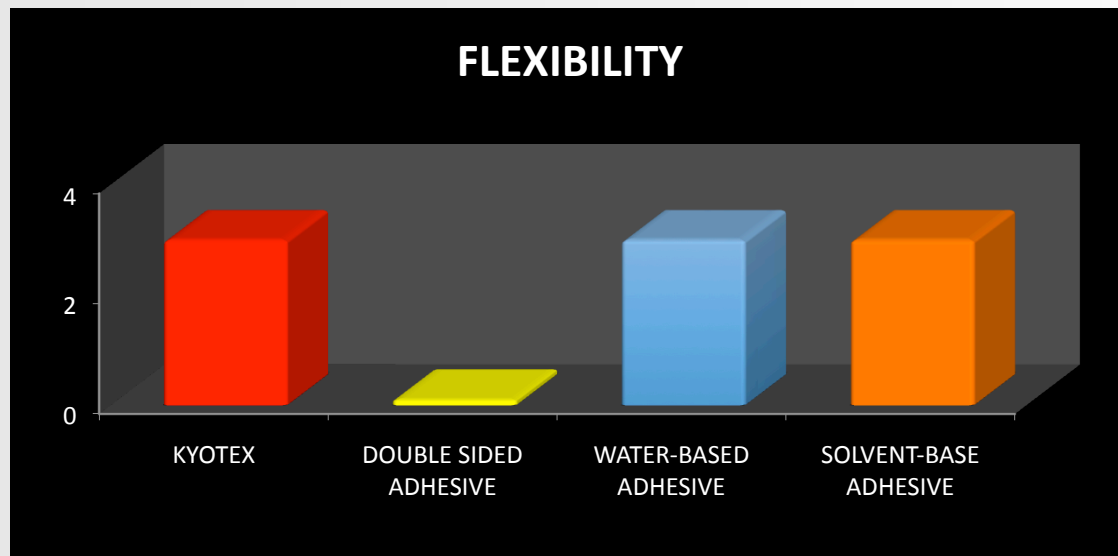 FLEXIBILITY
4
2
0
KYOTEX
DOUBLE SIDED
ADHESIVE
WATER-BASED
ADHESIVE
SOLVENT-BASE
ADHESIVE